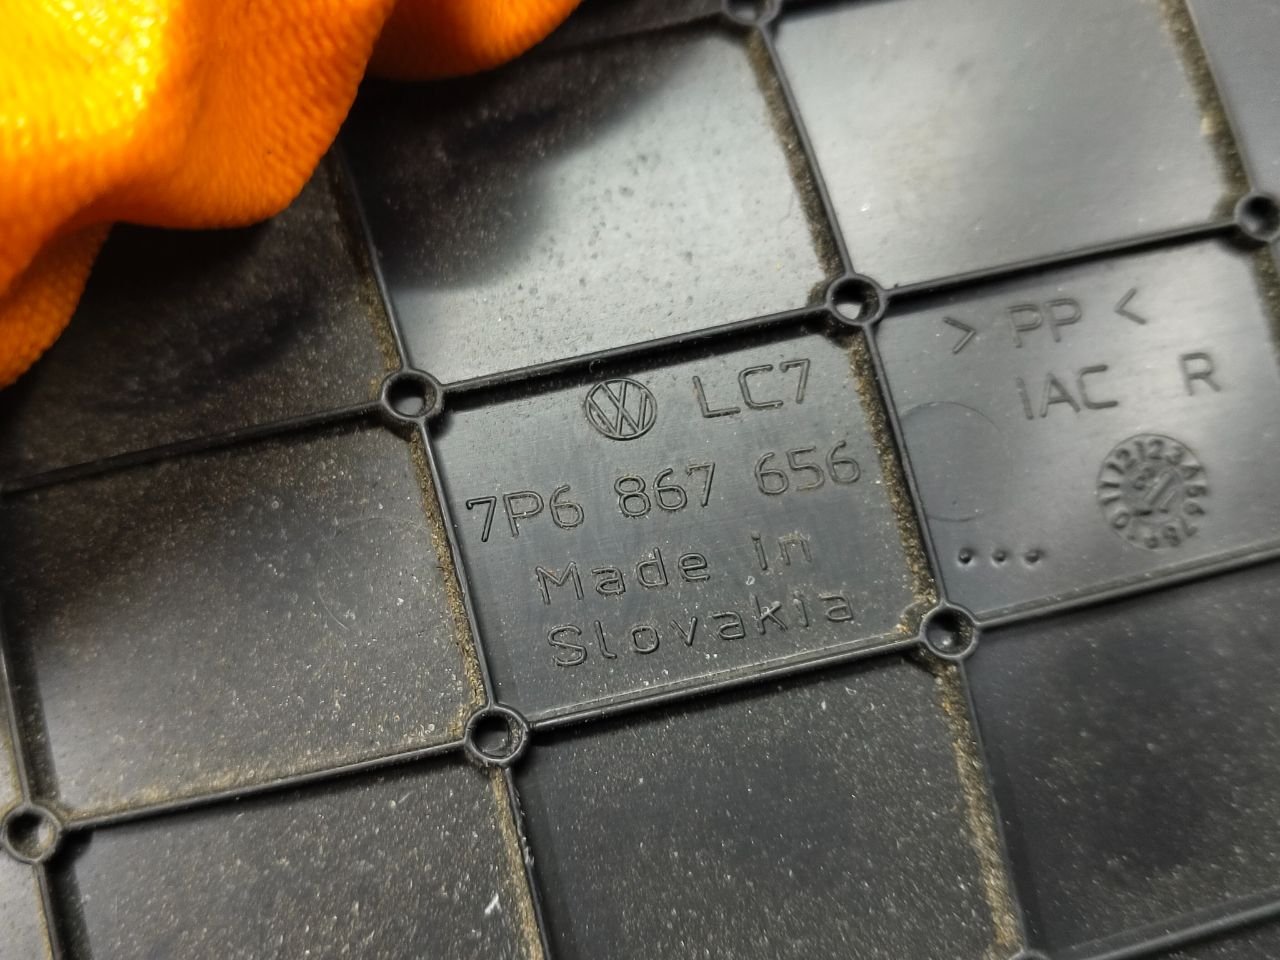 LC7
7P6 867 656
Made in
Slovakia
> PP <
IAC R